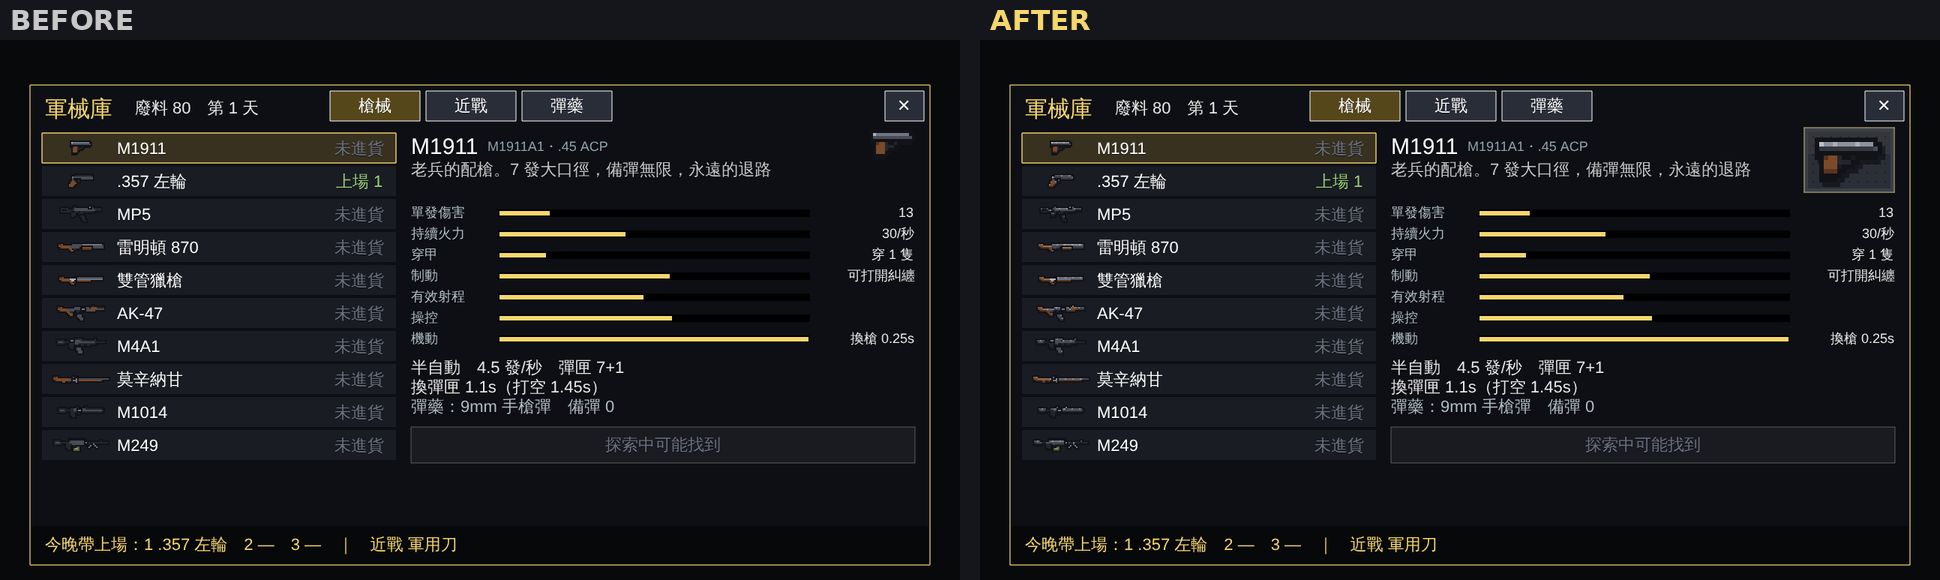 BEFORE
軍械庫 廢料 80 第 1 天 槍械 近戰 彈藥 ×
M1911 未進貨
.357 左輪 上場 1
MP5 未進貨
雷明頓 870 未進貨
雙管獵槍 未進貨
AK-47 未進貨
M4A1 未進貨
莫辛納甘 未進貨
M1014 未進貨
M249 未進貨
M1911 M1911A1・.45 ACP
老兵的配槍。7 發大口徑，備彈無限，永遠的退路
單發傷害 13
持續火力 30/秒
穿甲 穿 1 隻
制動 可打開糾纏
有效射程
操控
機動 換槍 0.25s
半自動 4.5 發/秒 彈匣 7+1
換彈匣 1.1s（打空 1.45s）
彈藥：9mm 手槍彈 備彈 0
探索中可能找到
今晚帶上場：1 .357 左輪 2 — 3 — ｜ 近戰 軍用刀
AFTER
軍械庫 廢料 80 第 1 天 槍械 近戰 彈藥 ×
M1911 未進貨
.357 左輪 上場 1
MP5 未進貨
雷明頓 870 未進貨
雙管獵槍 未進貨
AK-47 未進貨
M4A1 未進貨
莫辛納甘 未進貨
M1014 未進貨
M249 未進貨
M1911 M1911A1・.45 ACP
老兵的配槍。7 發大口徑，備彈無限，永遠的退路
單發傷害 13
持續火力 30/秒
穿甲 穿 1 隻
制動 可打開糾纏
有效射程
操控
機動 換槍 0.25s
半自動 4.5 發/秒 彈匣 7+1
換彈匣 1.1s（打空 1.45s）
彈藥：9mm 手槍彈 備彈 0
探索中可能找到
今晚帶上場：1 .357 左輪 2 — 3 — ｜ 近戰 軍用刀